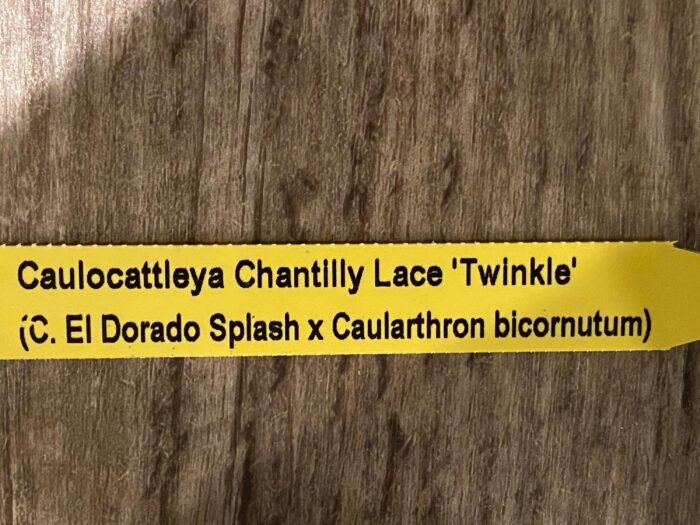 Caulocattleya Chantilly Lace 'Twinkle'
(C. El Dorado Splash x Caularthron bicornutum)